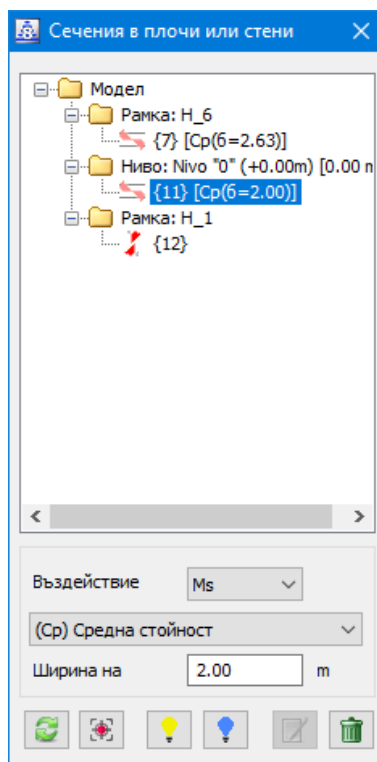 Сечения в плочи или стени
Модел
Рамка: H_6
{7} [Ср(б=2.63)]
Ниво: Nivo "0" (+0.00m) [0.00 m
{11} [Ср(б=2.00)]
Рамка: H_1
{12}
Въздействие Ms
(Ср) Средна стойност
Ширина на 2.00 m